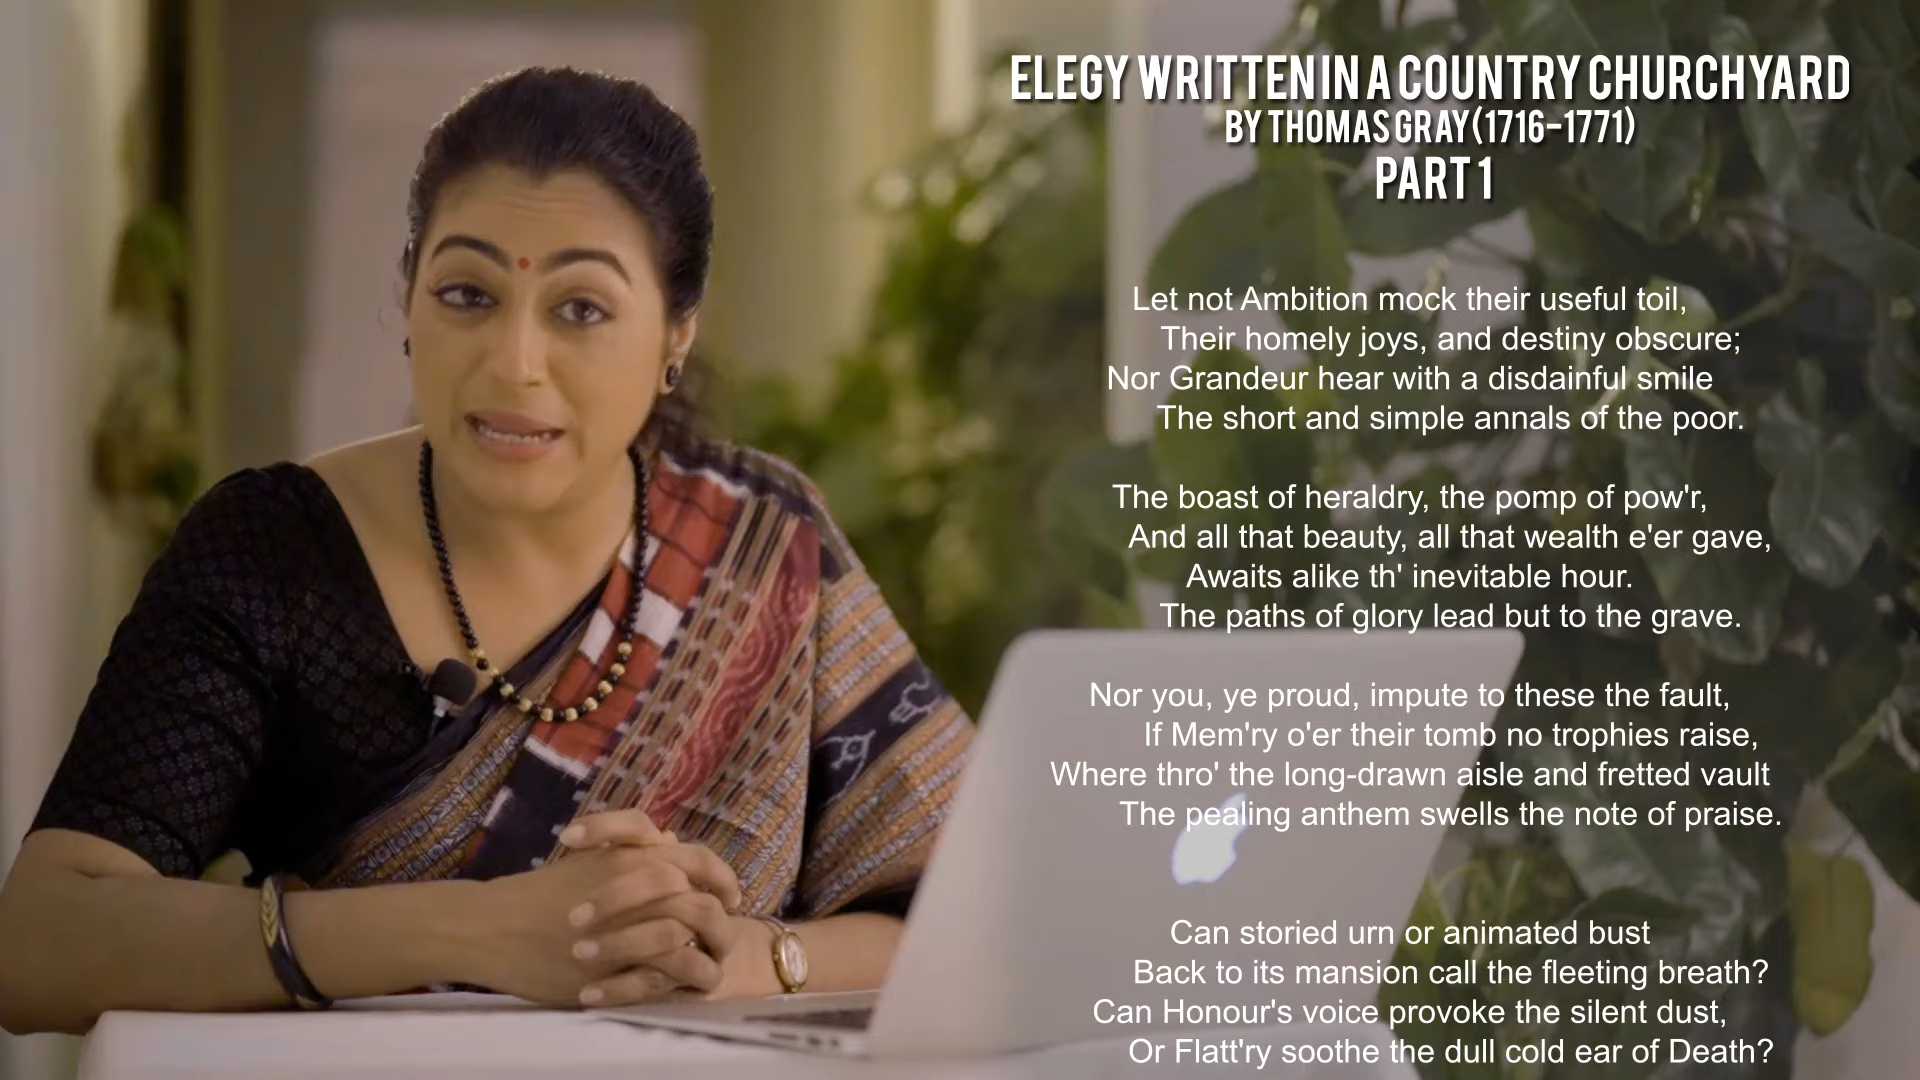 ELEGY WRITTEN IN A COUNTRY CHURCHYARD
BY THOMAS GRAY (1716-1771)
PART 1
Let not Ambition mock their useful toil,
Their homely joys, and destiny obscure;
Nor Grandeur hear with a disdainful smile
The short and simple annals of the poor.
The boast of heraldry, the pomp of pow'r,
And all that beauty, all that wealth e'er gave,
Awaits alike th' inevitable hour.
The paths of glory lead but to the grave.
Nor you, ye proud, impute to these the fault,
If Mem'ry o'er their tomb no trophies raise,
Where thro' the long-drawn aisle and fretted vault
The pealing anthem swells the note of praise.
Can storied urn or animated bust
Back to its mansion call the fleeting breath?
Can Honour's voice provoke the silent dust,
Or Flatt'ry soothe the dull cold ear of Death?